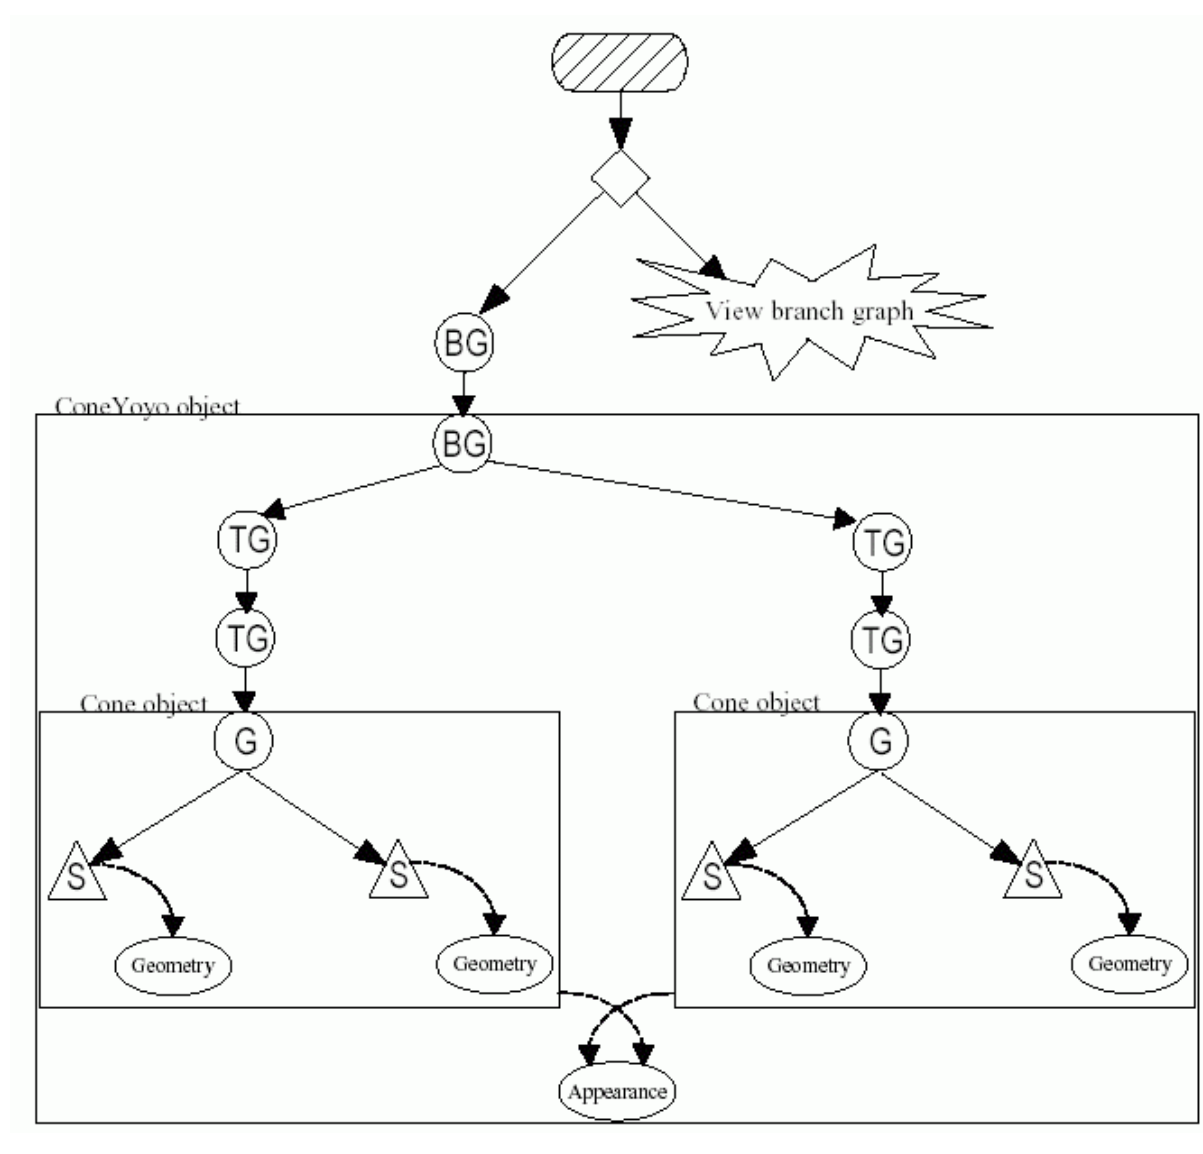 View branch graph
BG
ConeYoyo object
BG
TG
TG
TG
TG
Cone object
Cone object
G
G
S
S
S
S
Geometry
Geometry
Geometry
Geometry
Appearance